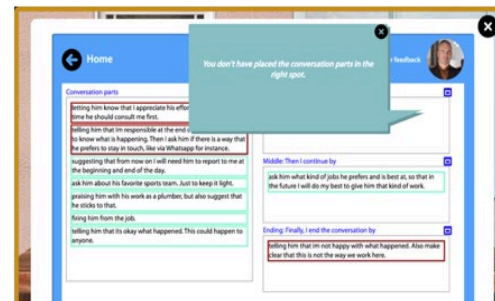 Home
You don't have placed the conversation parts in the
right spot.
r feedback
Conversation parts
letting him know that I appreciate his effor
time he should consult me first.
telling him that Im responsible at the end o
to know what is happening. Then I ask him if there is a way that
he prefers to stay in touch, like via Whatsapp for instance.
suggesting that from now on I will need him to report to me at
the beginning and end of the day.
ask him about his favorite sports team. Just to keep it light.
praising him with his work as a plumber, but also suggest that
he sticks to that.
firing him from the job.
telling him that its okay what happened. This could happen to
anyone.
Middle: Then I continue by
ask him what kind of jobs he prefers and is best at, so that in
the future I will do my best to give him that kind of work.
Ending: Finally, I end the conversation by
telling him that im not happy with what happened. Also make
clear that this is not the way we work here.